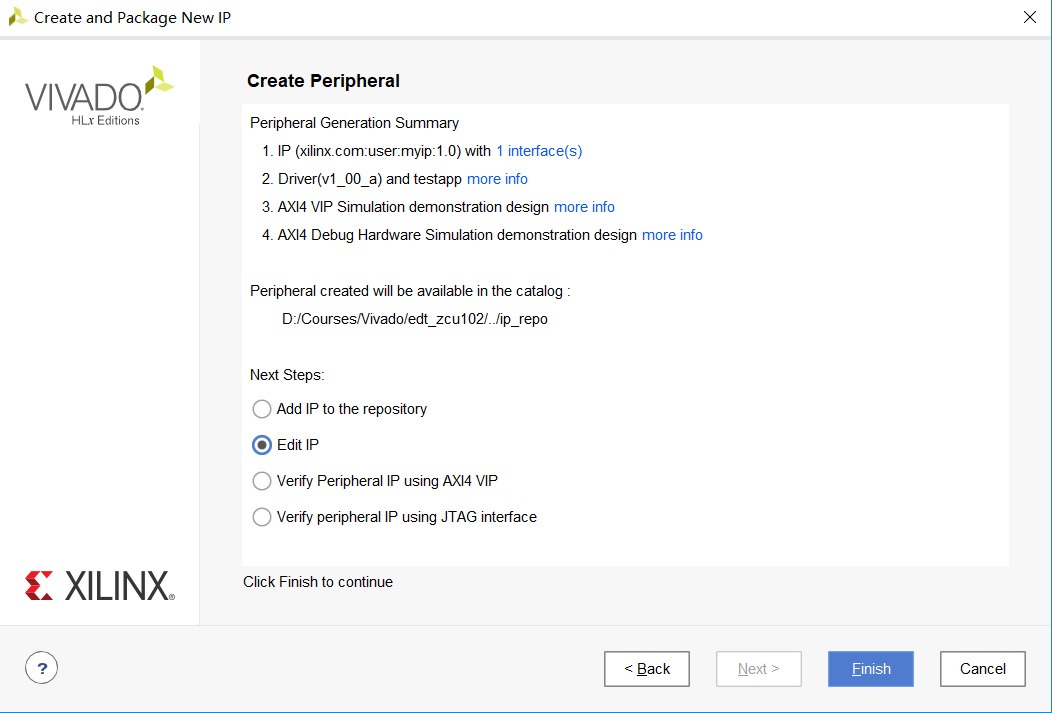 Create and Package New IP
VIVADO.
HLx Editions
Create Peripheral
Peripheral Generation Summary
1. IP (xilinx.com:user:myip:1.0) with 1 interface(s)
2. Driver(v1_00_a) and testapp more info
3. AXI4 VIP Simulation demonstration design more info
4. AXI4 Debug Hardware Simulation demonstration design more info
Peripheral created will be available in the catalog :
D:/Courses/Vivado/edt_zcu102/../ip_repo
Next Steps:
Add IP to the repository
Edit IP
Verify Peripheral IP using AXI4 VIP
Verify peripheral IP using JTAG interface
XILINX®
Click Finish to continue
?
< Back
Next >
Finish
Cancel